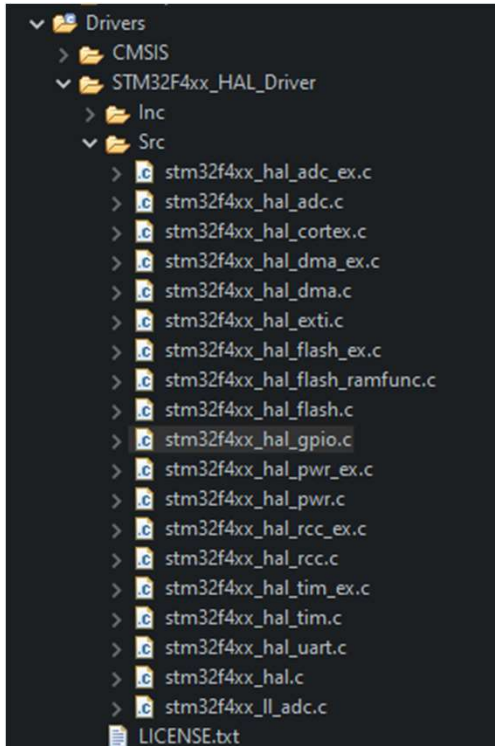 Drivers
CMSIS
STM32F4xx_HAL_Driver
Inc
Src
stm32f4xx_hal_adc_ex.c
stm32f4xx_hal_adc.c
stm32f4xx_hal_cortex.c
stm32f4xx_hal_dma_ex.c
stm32f4xx_hal_dma.c
stm32f4xx_hal_exti.c
stm32f4xx_hal_flash_ex.c
stm32f4xx_hal_flash_ramfunc.c
stm32f4xx_hal_flash.c
stm32f4xx_hal_gpio.c
stm32f4xx_hal_pwr_ex.c
stm32f4xx_hal_pwr.c
stm32f4xx_hal_rcc_ex.c
stm32f4xx_hal_rcc.c
stm32f4xx_hal_tim_ex.c
stm32f4xx_hal_tim.c
stm32f4xx_hal_uart.c
stm32f4xx_hal.c
stm32f4xx_ll_adc.c
LICENSE.txt